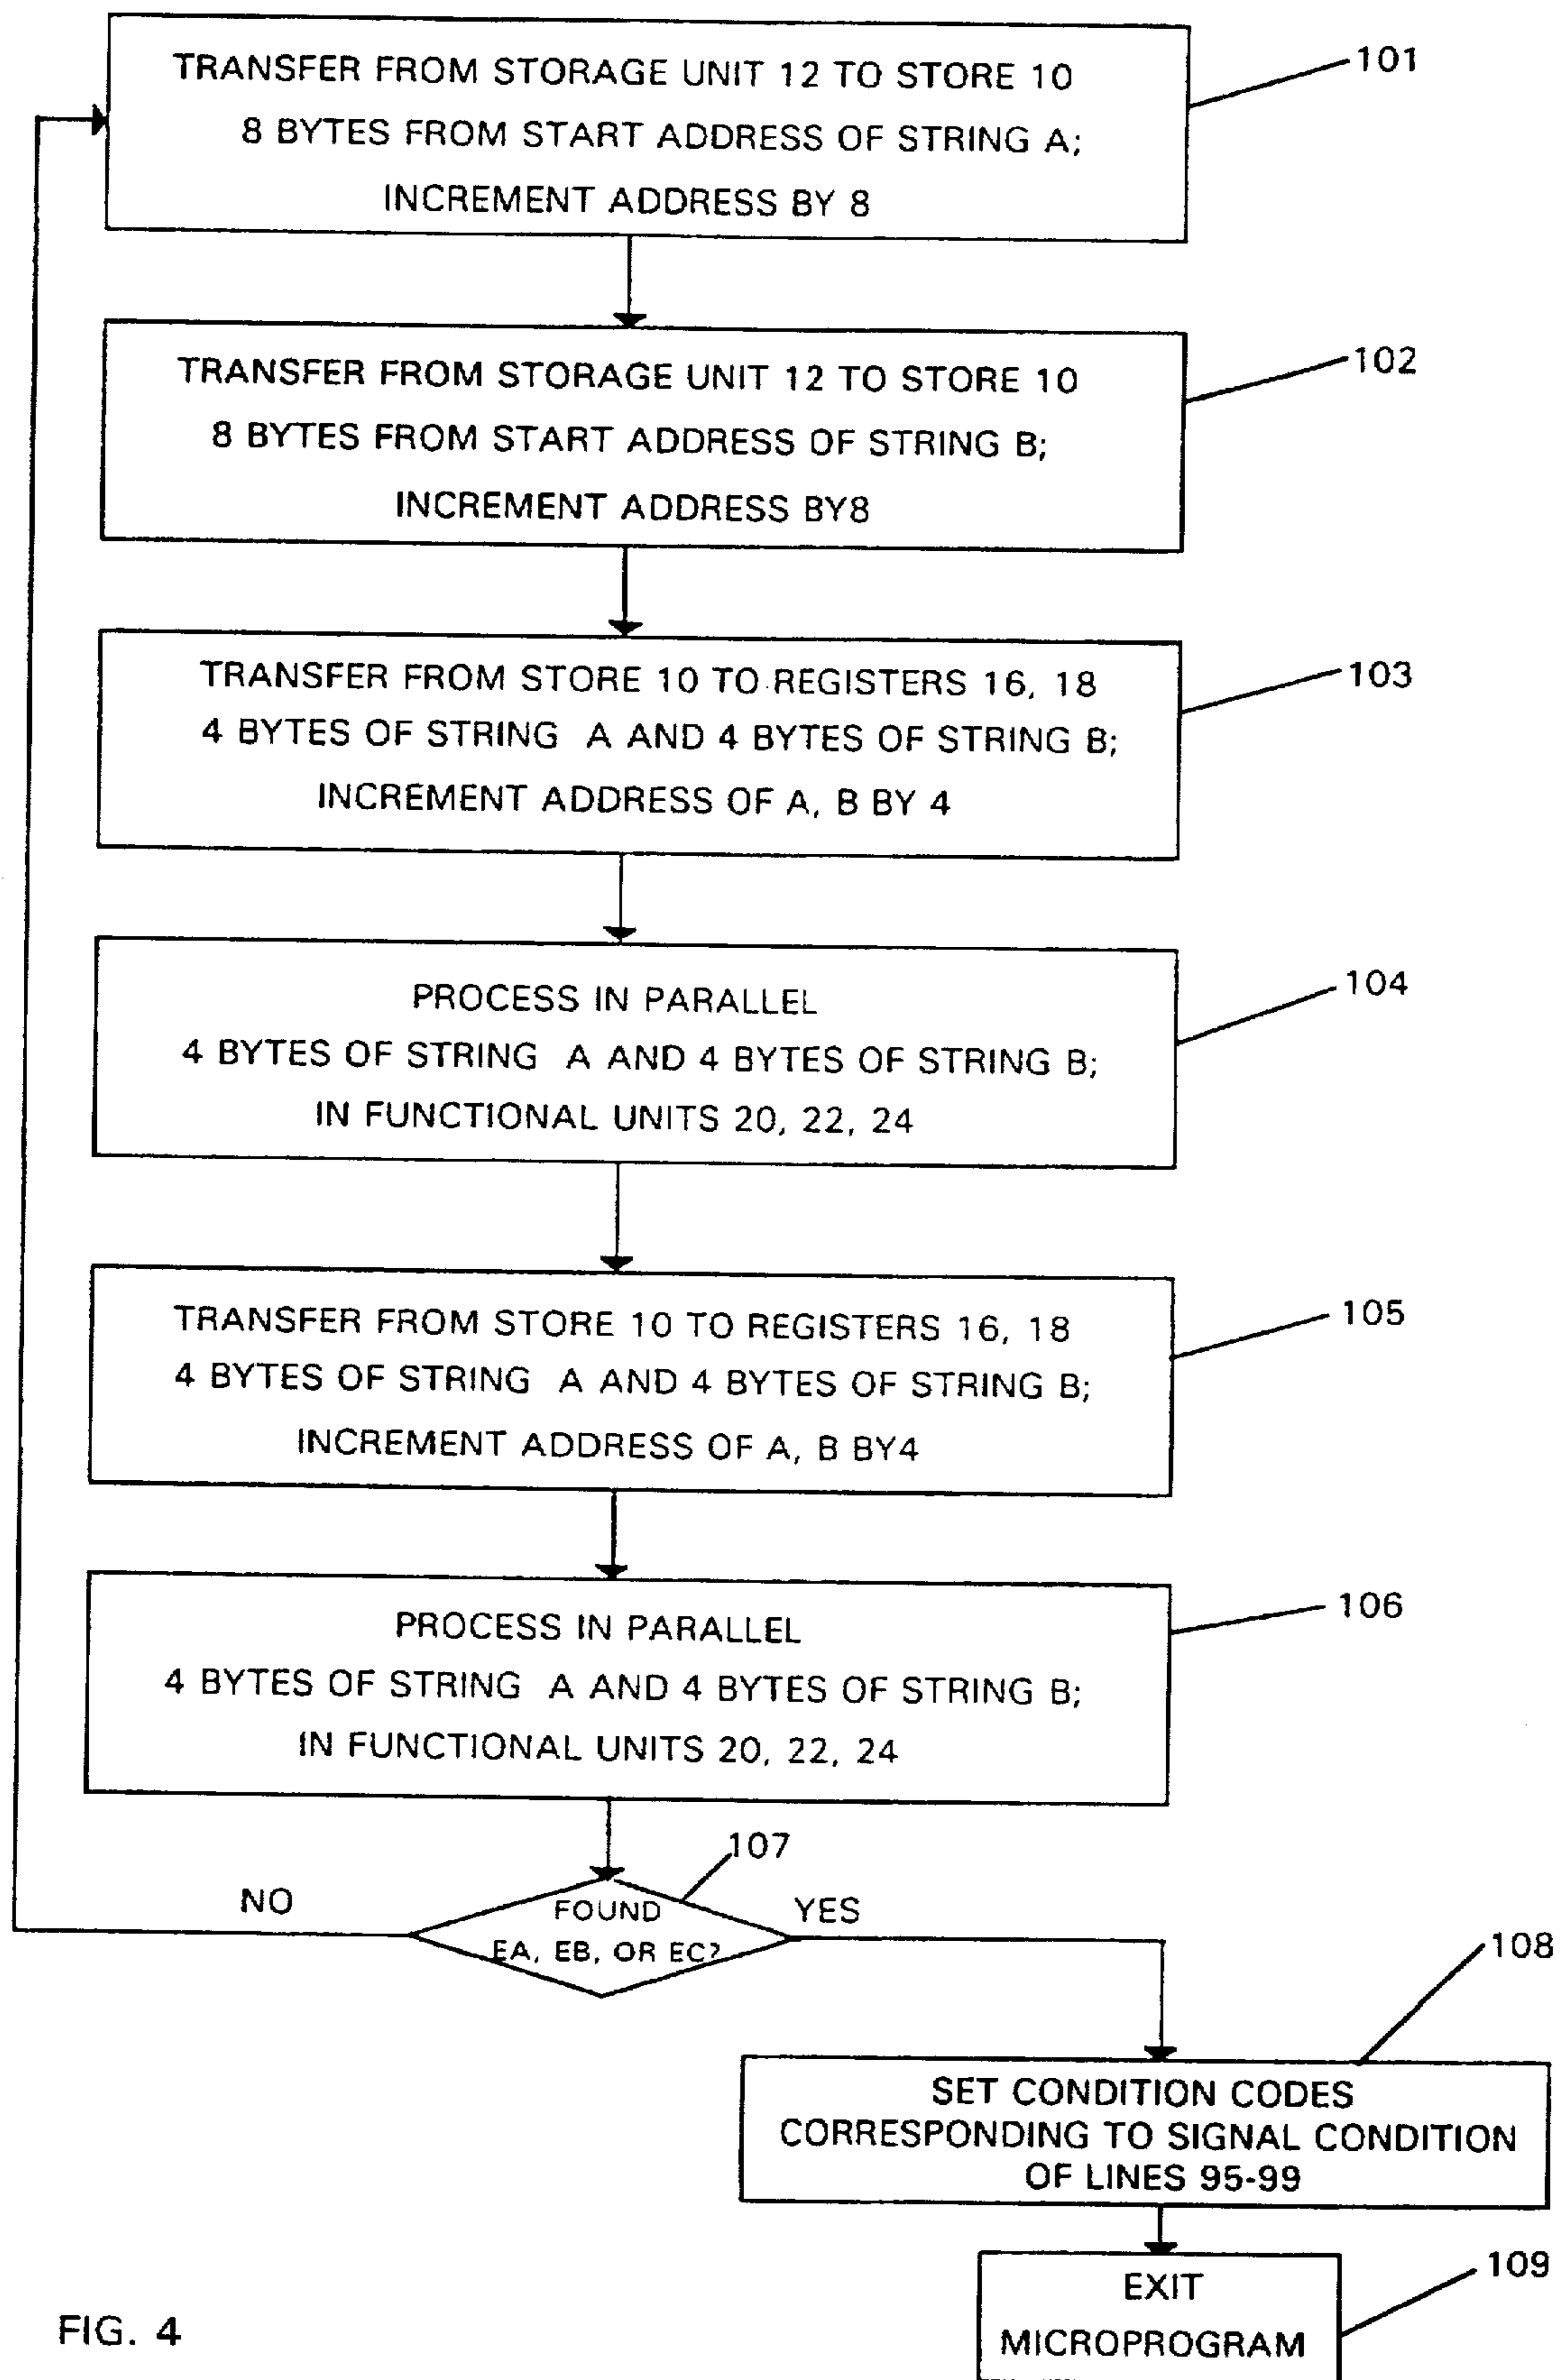 TRANSFER FROM STORAGE UNIT 12 TO STORE 10
8 BYTES FROM START ADDRESS OF STRING A;
INCREMENT ADDRESS BY 8
101
TRANSFER FROM STORAGE UNIT 12 TO STORE 10
8 BYTES FROM START ADDRESS OF STRING B;
INCREMENT ADDRESS BY8
102
TRANSFER FROM STORE 10 TO REGISTERS 16, 18
4 BYTES OF STRING A AND 4 BYTES OF STRING B;
INCREMENT ADDRESS OF A, B BY 4
103
PROCESS IN PARALLEL
4 BYTES OF STRING A AND 4 BYTES OF STRING B;
IN FUNCTIONAL UNITS 20, 22, 24
104
TRANSFER FROM STORE 10 TO REGISTERS 16, 18
4 BYTES OF STRING A AND 4 BYTES OF STRING B;
INCREMENT ADDRESS OF A, B BY4
105
PROCESS IN PARALLEL
4 BYTES OF STRING A AND 4 BYTES OF STRING B;
IN FUNCTIONAL UNITS 20, 22, 24
106
107
NO
FOUND
EA, EB, OR EC?
YES
108
SET CONDITION CODES
CORRESPONDING TO SIGNAL CONDITION
OF LINES 95-99
109
EXIT
MICROPROGRAM
FIG. 4